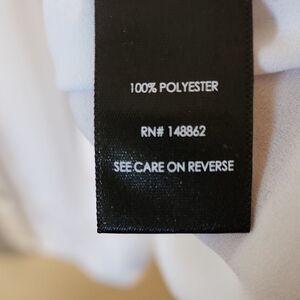 100% POLYESTER
RN# 148862
SEE CARE ON REVERSE